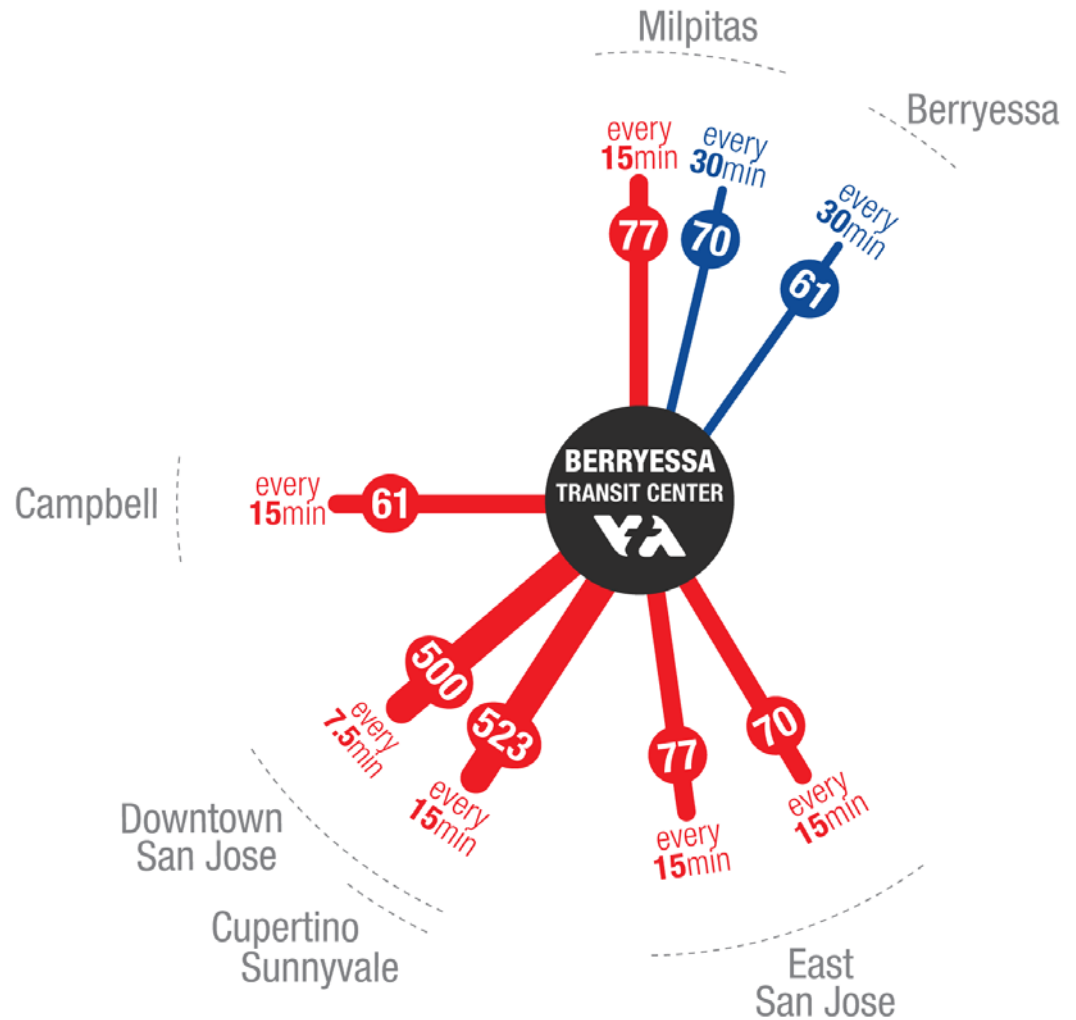 Milpitas
Berryessa
every
15min
77
every
30min
70
every
30min
61
BERRYESSA
TRANSIT CENTER
VTA
Campbell
every
15min
61
500
every
7.5min
523
every
15min
77
every
15min
70
every
15min
Downtown
San Jose
Cupertino
Sunnyvale
East
San Jose